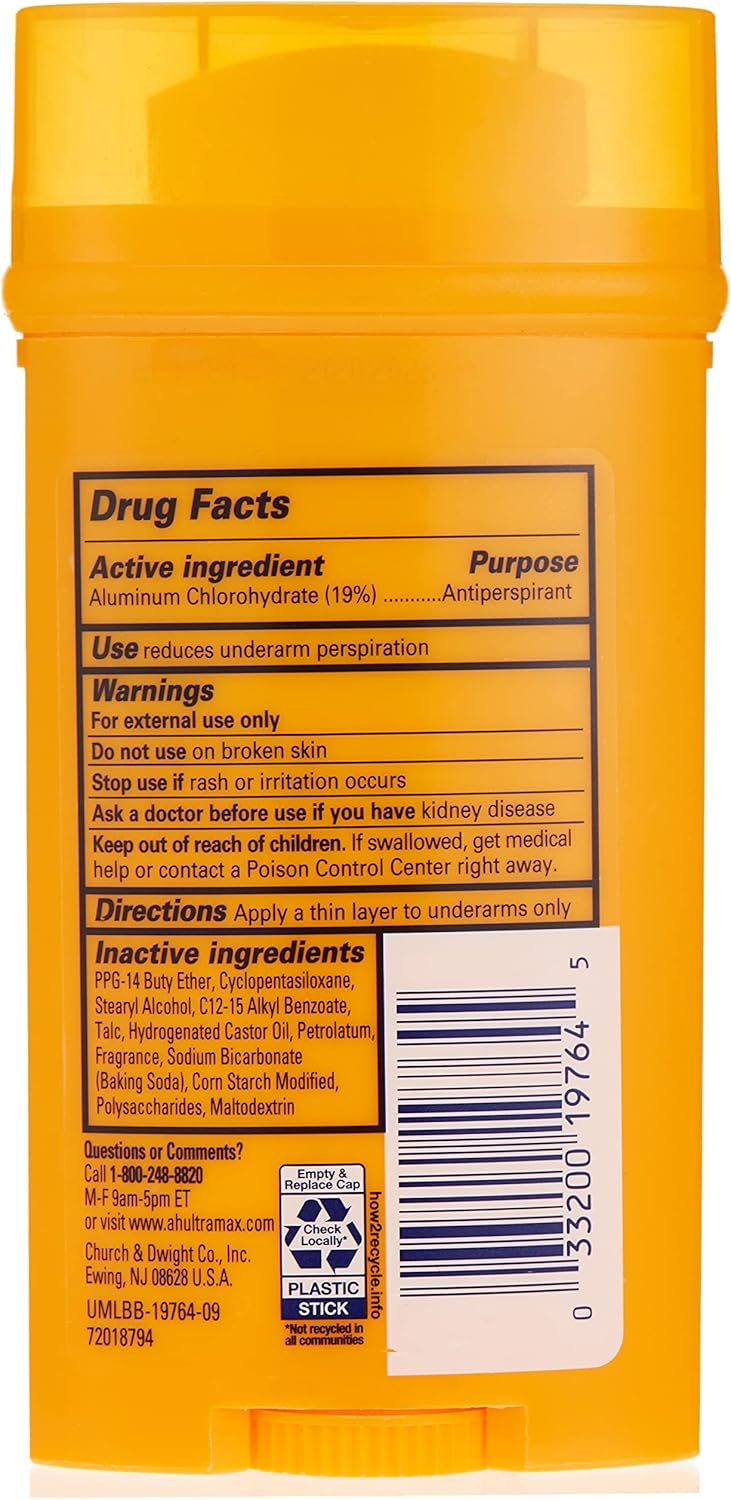 Drug Facts
Active ingredient Purpose
Aluminum Chlorohydrate (19%) ...........Antiperspirant
Use reduces underarm perspiration
Warnings
For external use only
Do not use on broken skin
Stop use if rash or irritation occurs
Ask a doctor before use if you have kidney disease
Keep out of reach of children. If swallowed, get medical
help or contact a Poison Control Center right away.
Directions Apply a thin layer to underarms only
Inactive ingredients
PPG-14 Buty Ether, Cyclopentasiloxane,
Stearyl Alcohol, C12-15 Alkyl Benzoate,
Talc, Hydrogenated Castor Oil, Petrolatum,
Fragrance, Sodium Bicarbonate
(Baking Soda), Corn Starch Modified,
Polysaccharides, Maltodextrin
Questions or Comments?
Call 1-800-248-8820
M-F 9am-5pm ET
or visit www.ahultramax.com
Church & Dwight Co., Inc.
Ewing, NJ 08628 U.S.A.
UMLBB-19764-09
72018794
Empty &
Replace Cap
Check
Locally*
PLASTIC
STICK
*Not recycled in
all communities
how2recycle.info
0 33200 19764 5